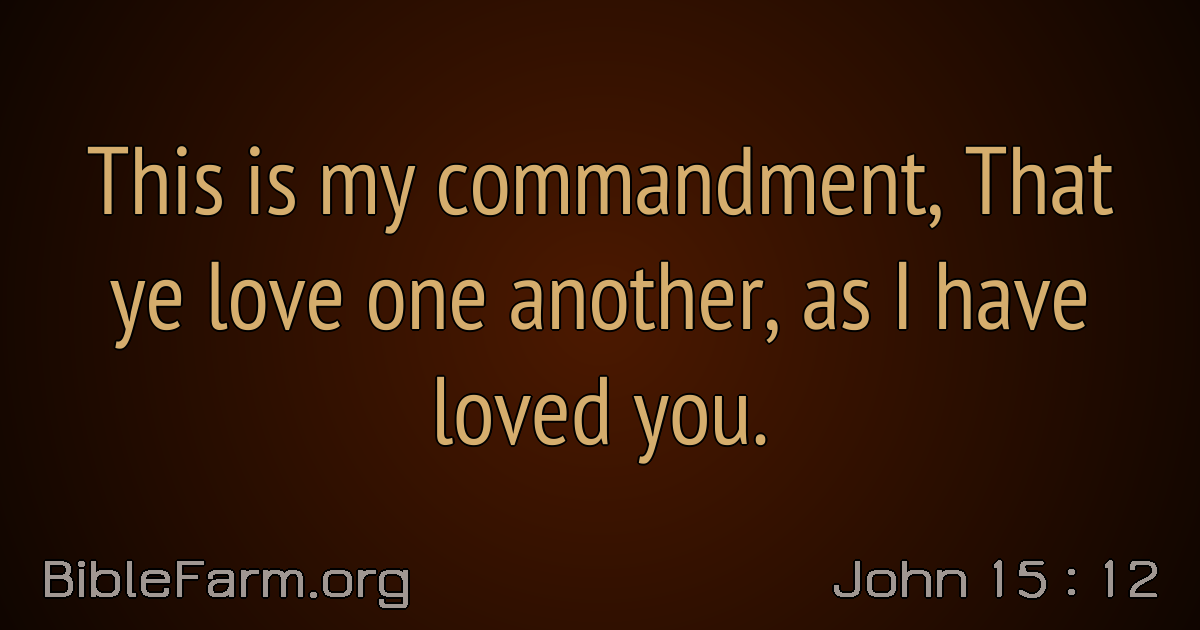 This is my commandment, That
ye love one another, as I have
loved you.
BibleFarm.org
John 15 : 12